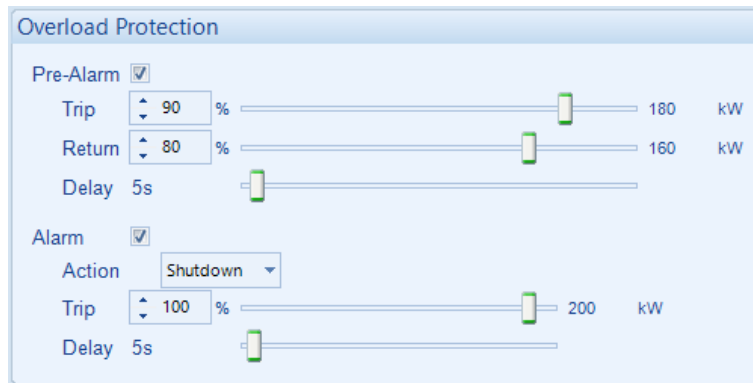 Overload Protection
Pre-Alarm
Trip 90 % 180 kW
Return 80 % 160 kW
Delay 5s
Alarm
Action Shutdown
Trip 100 % 200 kW
Delay 5s